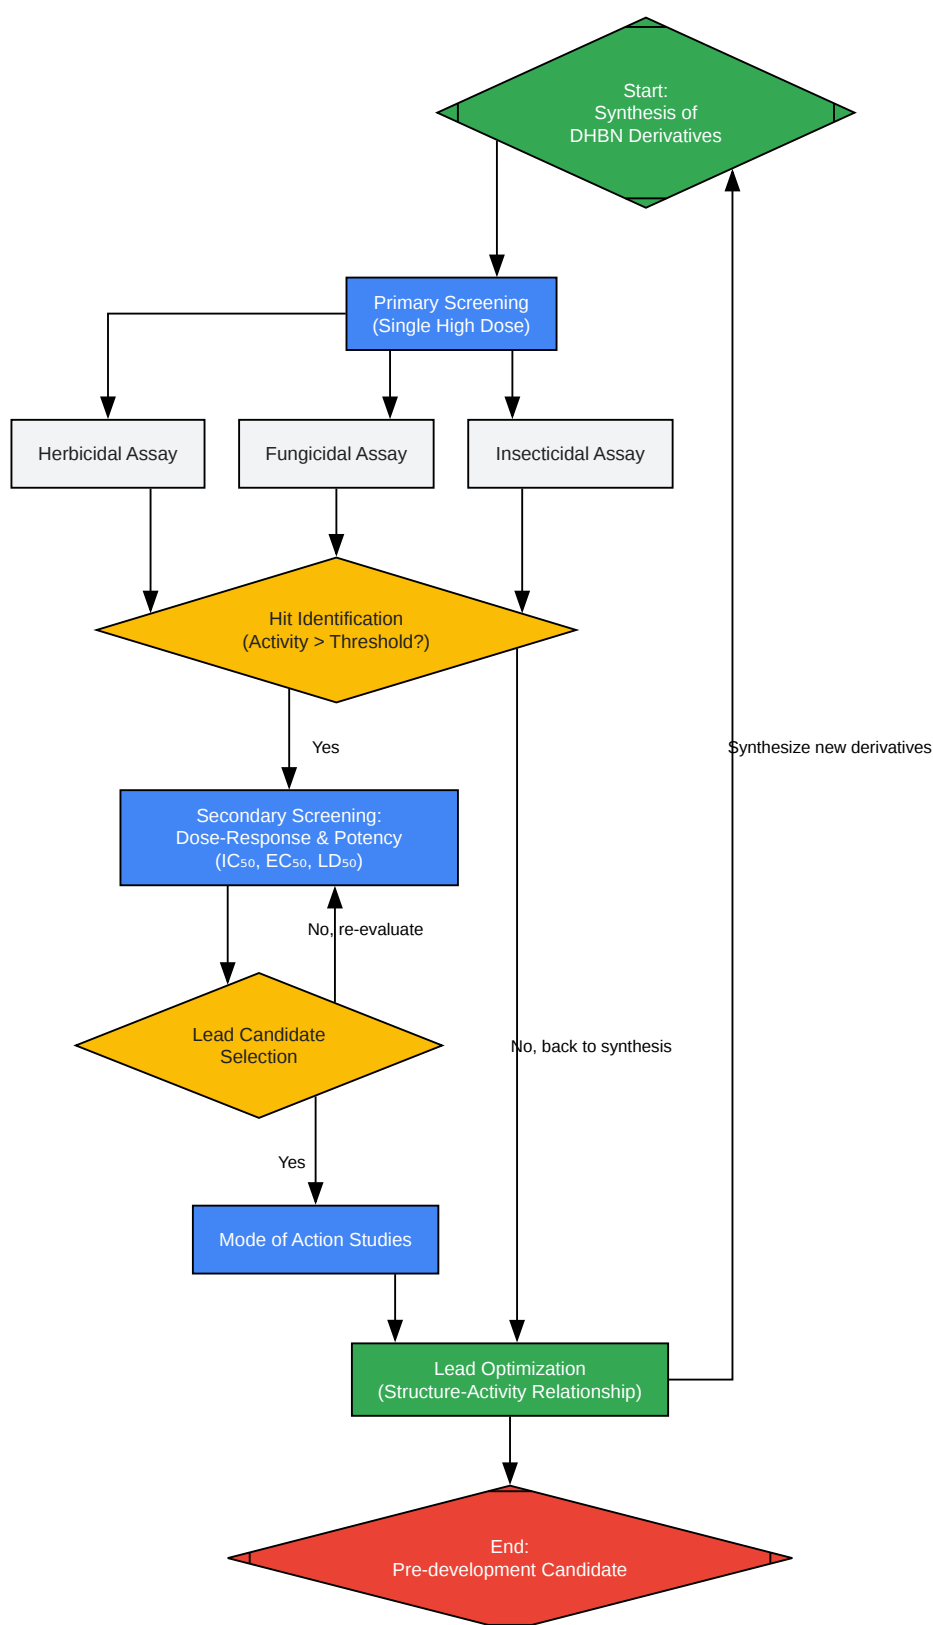 Start:
Synthesis of
DHBN Derivatives
Primary Screening
(Single High Dose)
Herbicidal Assay
Fungicidal Assay
Insecticidal Assay
Hit Identification
(Activity > Threshold?)
Yes
Synthesize new derivatives
Secondary Screening:
Dose-Response & Potency
(IC₅₀, EC₅₀, LD₅₀)
No, re-evaluate
Lead Candidate
Selection
No, back to synthesis
Yes
Mode of Action Studies
Lead Optimization
(Structure-Activity Relationship)
End:
Pre-development Candidate